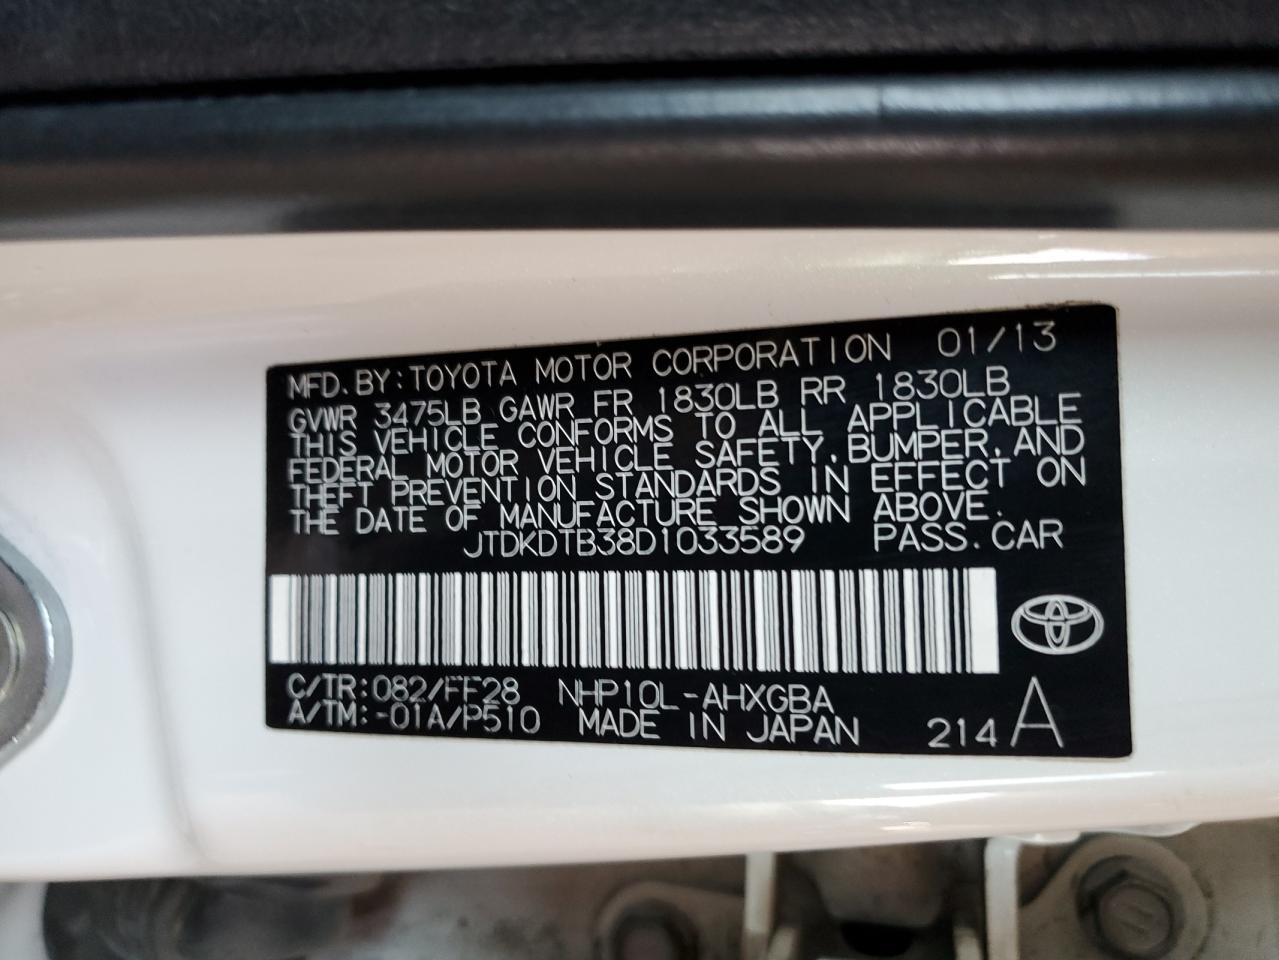 MFD. BY: TOYOTA MOTOR CORPORATION 01/13
GVWR 3475LB GAWR FR 1830LB RR 1830LB
THIS VEHICLE CONFORMS TO ALL APPLICABLE
FEDERAL MOTOR VEHICLE SAFETY, BUMPER, AND
THEFT PREVENTION STANDARDS IN EFFECT ON
THE DATE OF MANUFACTURE SHOWN ABOVE.
JTDKDTB38D1033589 PASS. CAR
C/TR: 082/FF28 NHP10L-AHXGBA
A/TM: -01A/P510 MADE IN JAPAN 214 A